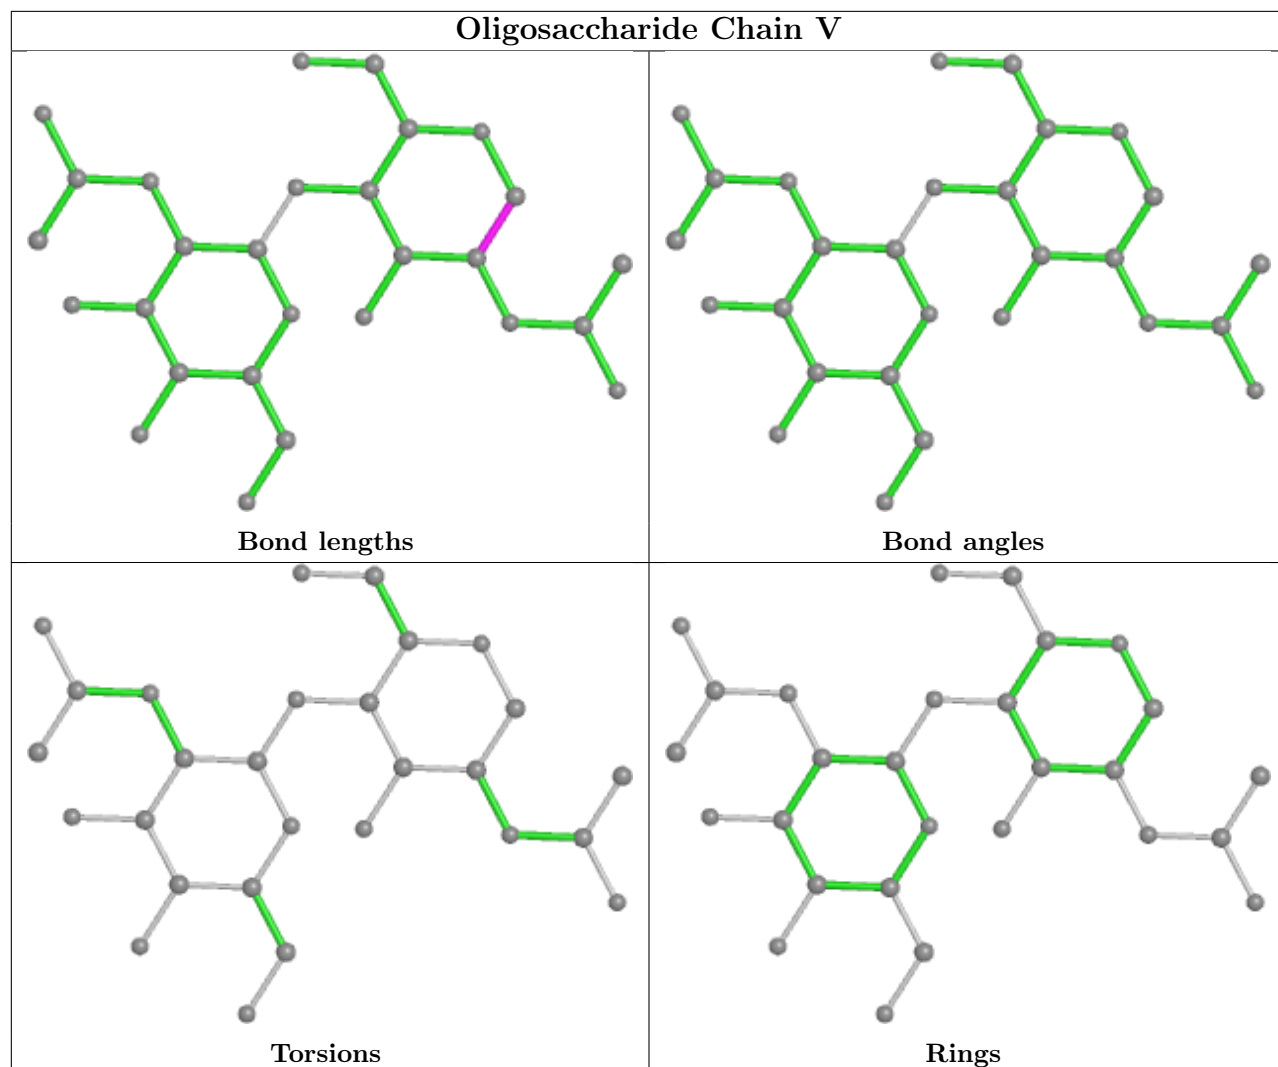 Oligosaccharide Chain V
Bond lengths
Bond angles
Torsions
Rings